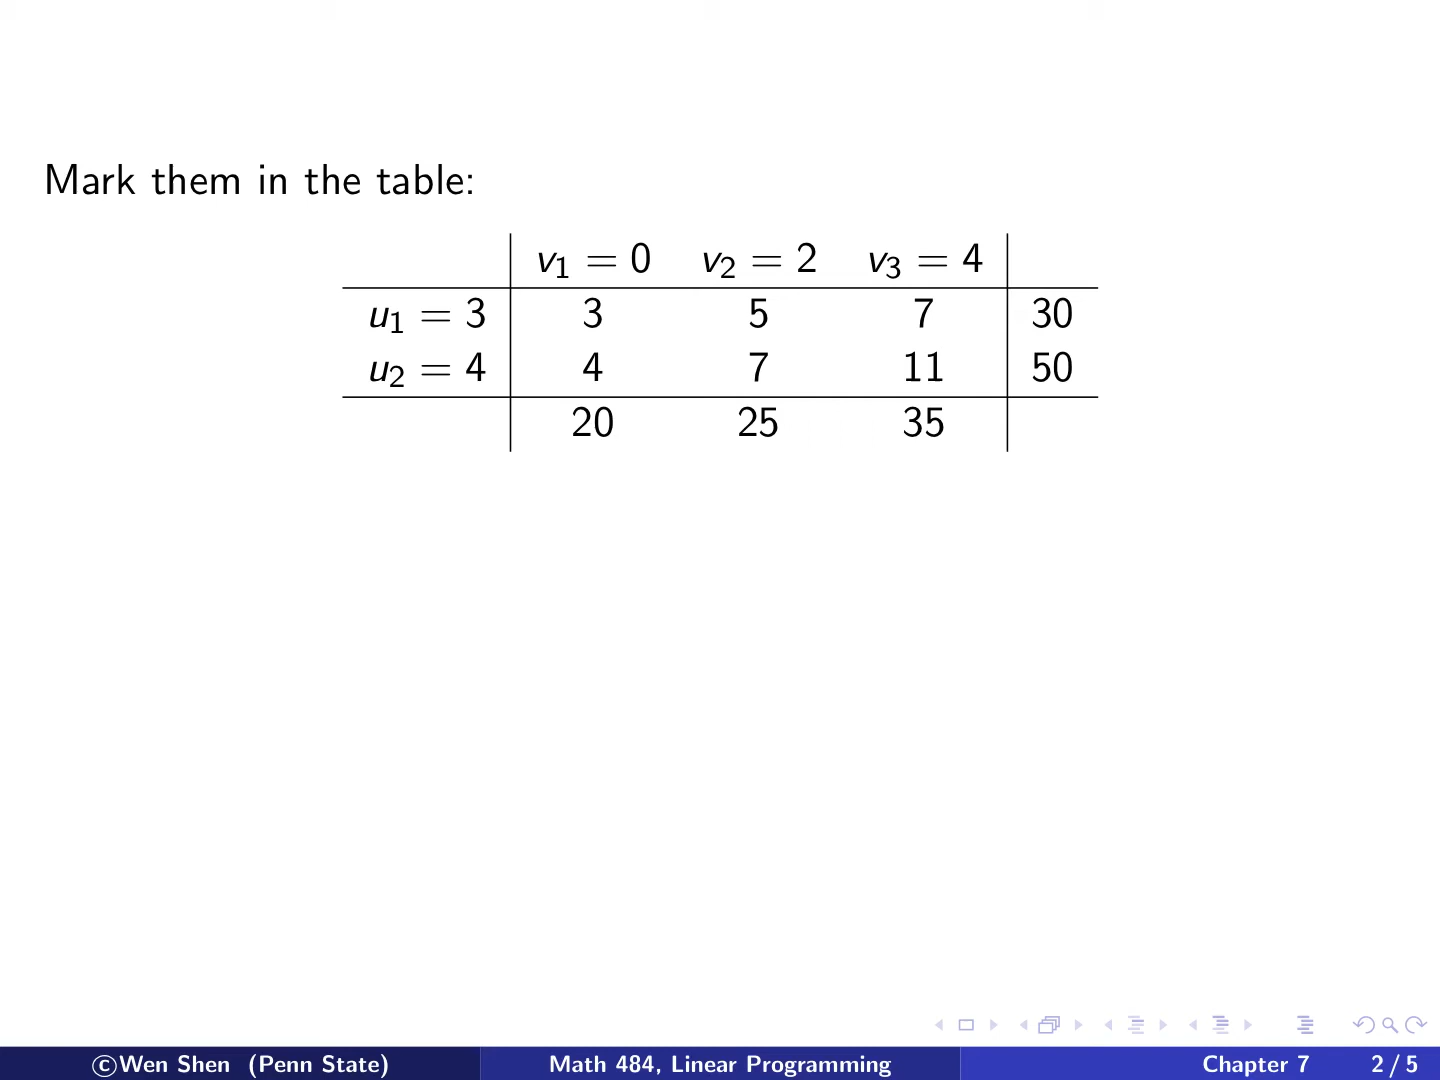 Mark them in the table:
v1 = 0 v2 = 2 v3 = 4
u1 = 3 3 5 7 30
u2 = 4 4 7 11 50
20 25 35
©Wen Shen (Penn State) Math 484, Linear Programming Chapter 7 2 / 5